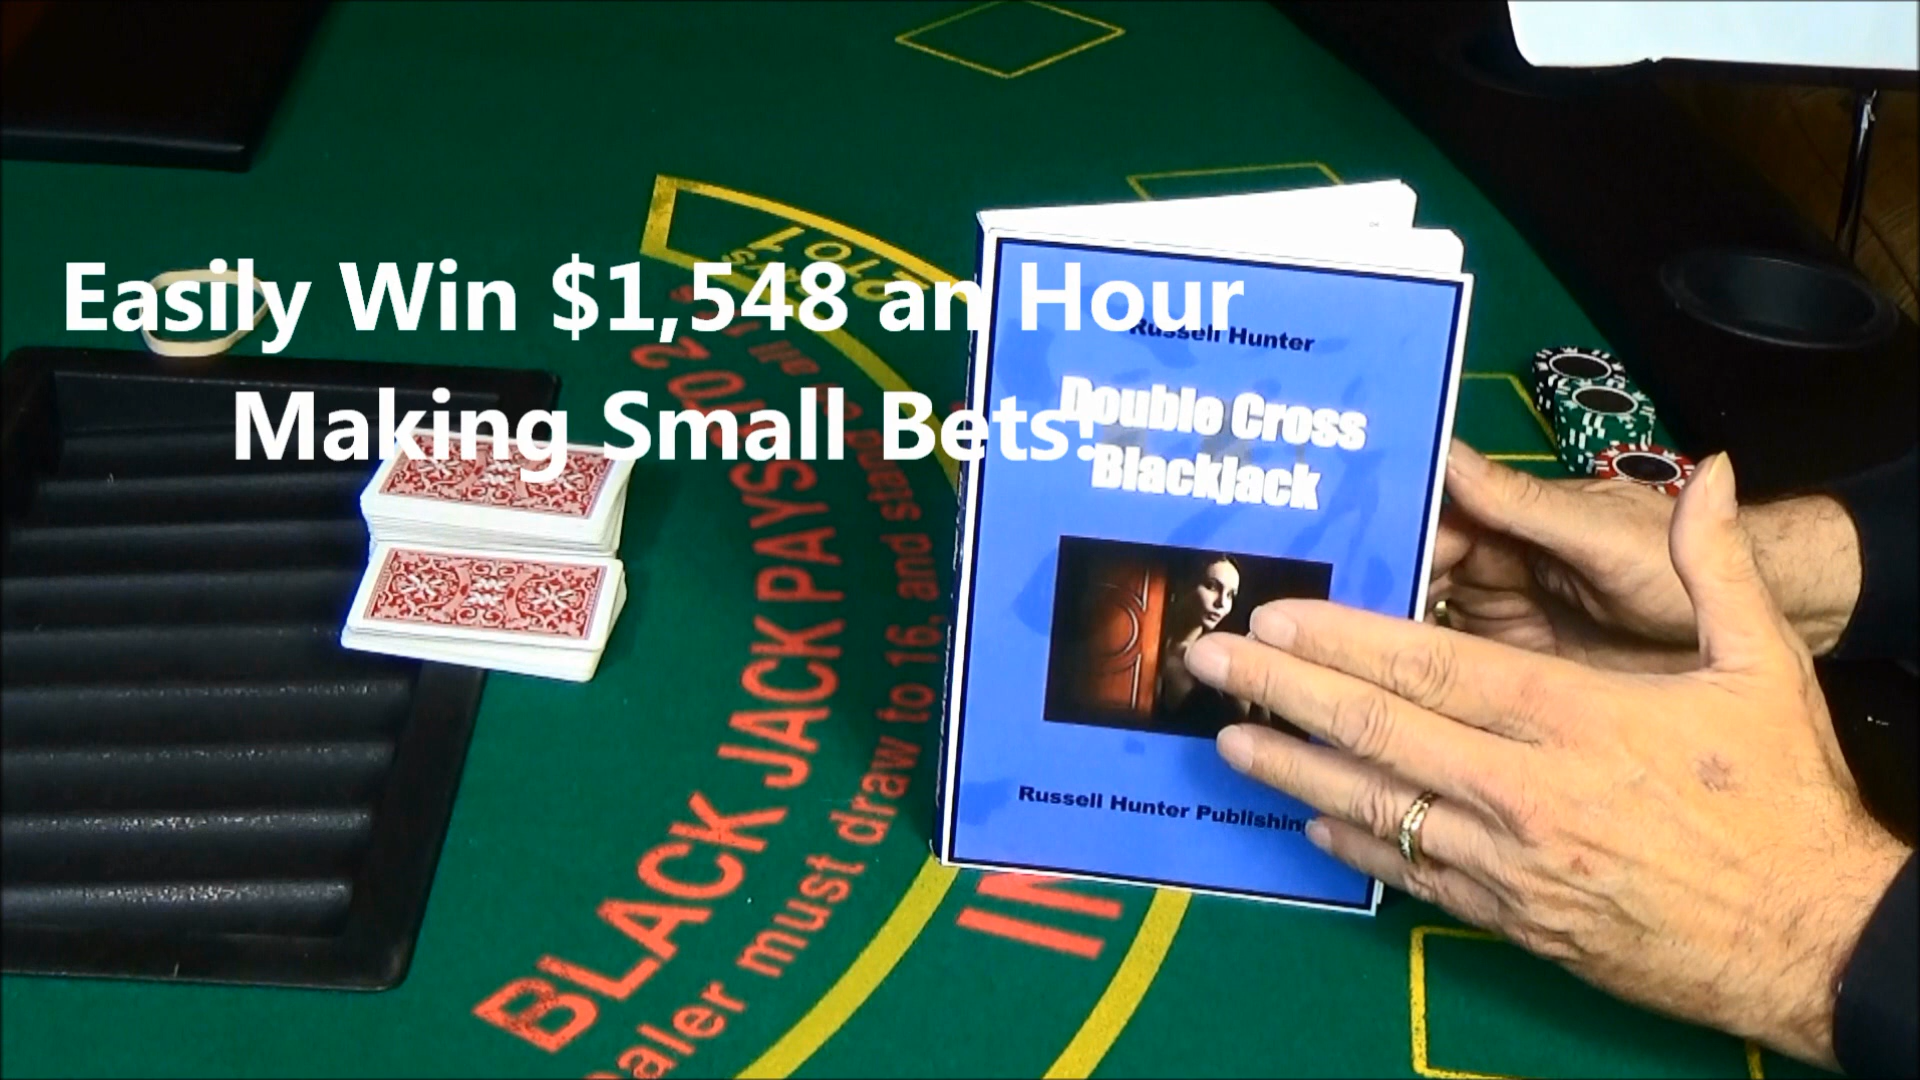 Easily Win $1,548 an Hour
Making Small Bets!
Russell Hunter
Double Cross
Blackjack
Russell Hunter Publishing
BLACK JACK PAYS
must draw to 16, and stand